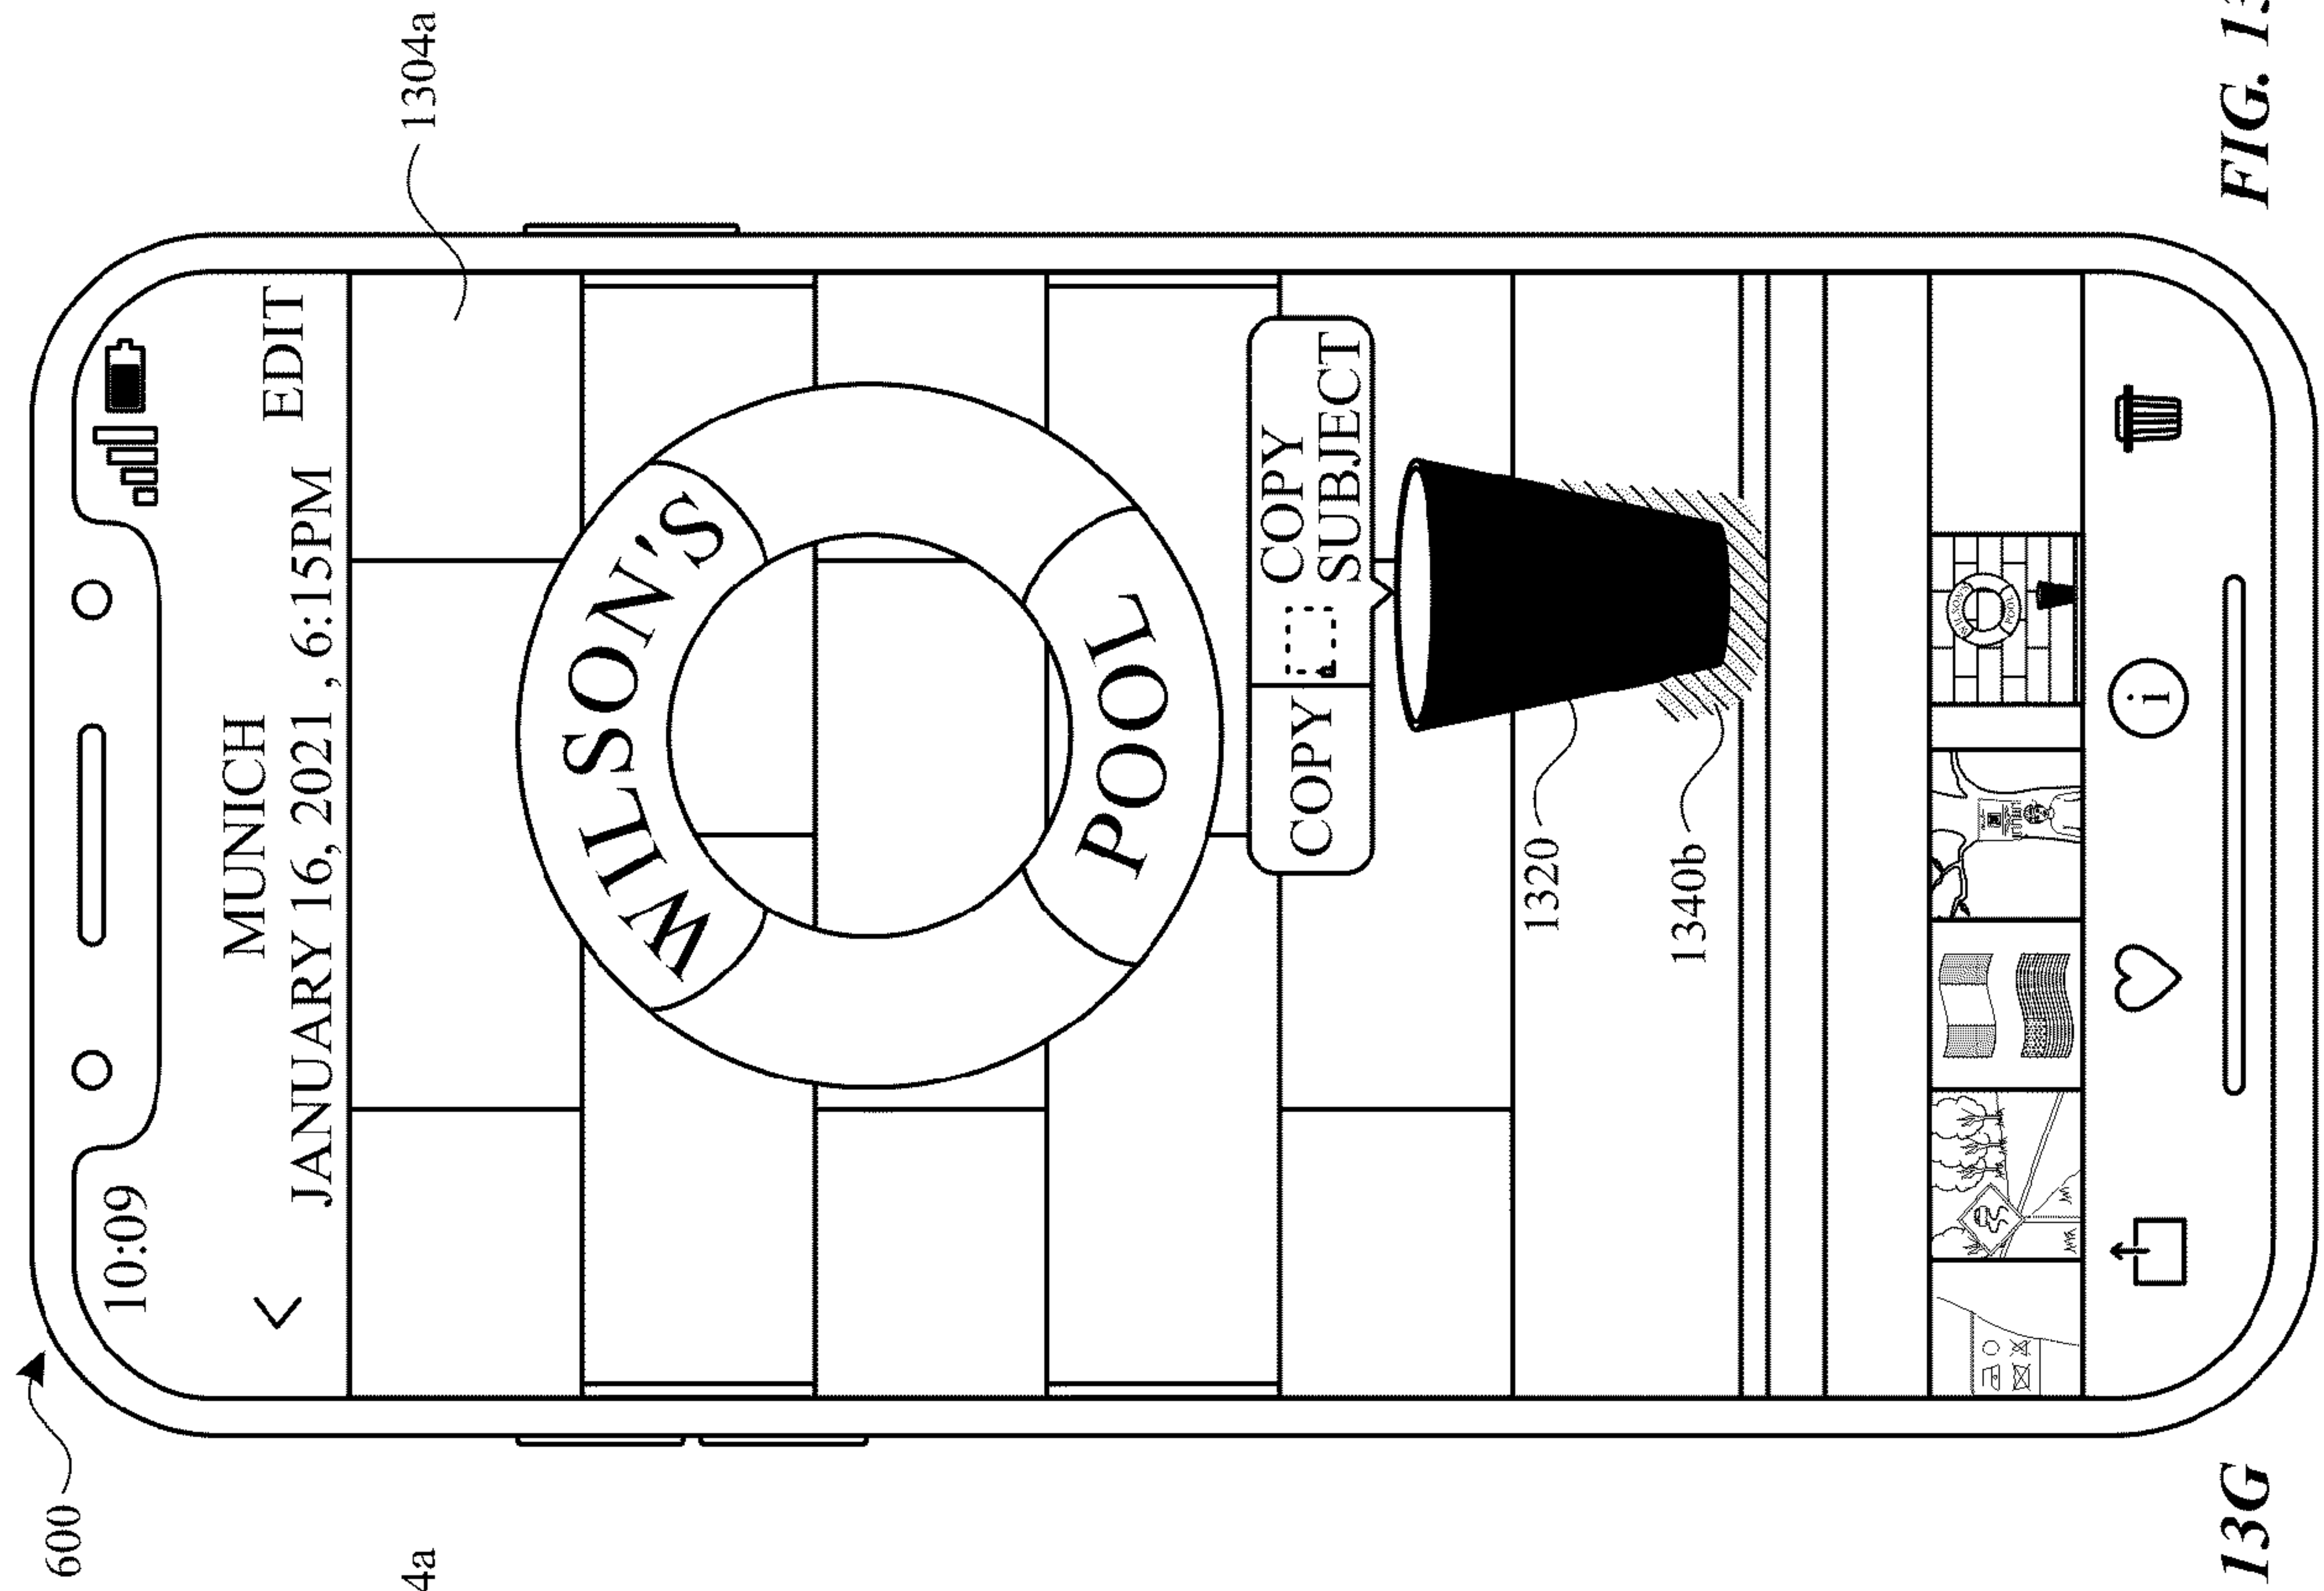 600
10:09
MUNICH
JANUARY 16, 2021, 6:15PM
EDIT
1304a
4a
WILSON'S
POOL
COPY
COPY
SUBJECT
1320
1340b
i
13G
FIG. 13